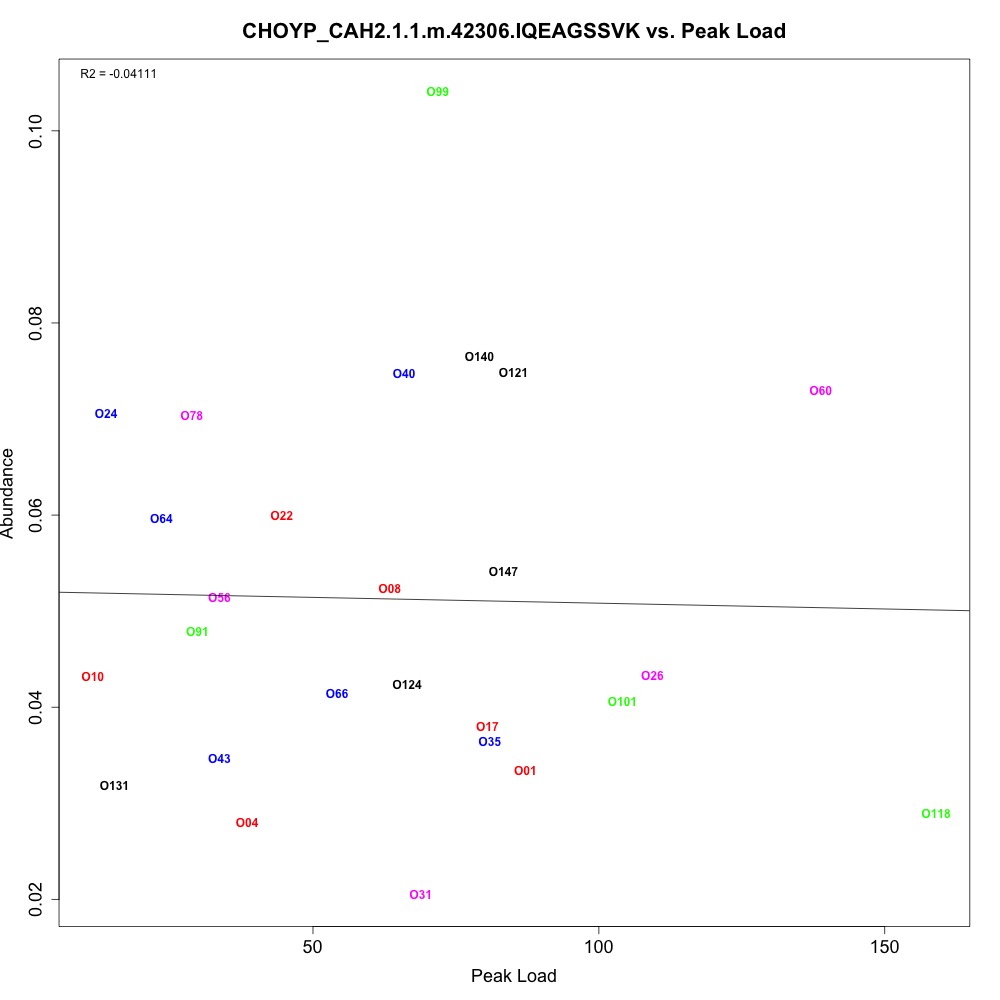 CHOYP_CAH2.1.1.m.42306.IQEAGSSVK vs. Peak Load
R2 = -0.04111
O99
0.10
0.08
O140
O40
O121
O60
O24
O78
O64
O22
0.06
O147
O08
O56
O91
O10
O26
O124
O66
O101
0.04
O17
O35
O43
O01
O131
O118
O04
O31
0.02
Abundance
50
100
150
Peak Load